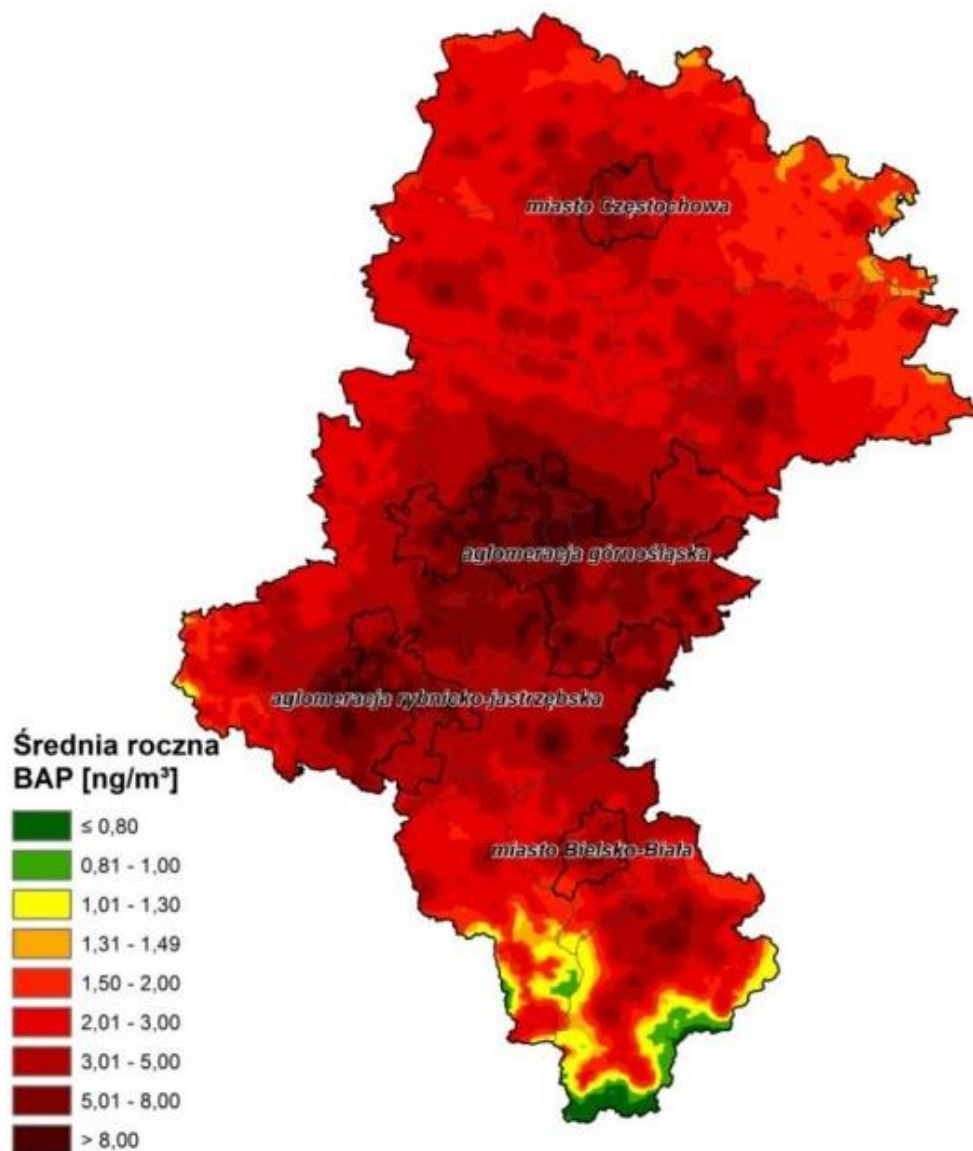 miasto Częstochowa
aglomeracja górnośląska
aglomeracja rybnicko-jastrzębska
miasto Bielsko-Biała
Średnia roczna
BAP [ng/m³]
≤ 0,80
0,81 - 1,00
1,01 - 1,30
1,31 - 1,49
1,50 - 2,00
2,01 - 3,00
3,01 - 5,00
5,01 - 8,00
> 8,00